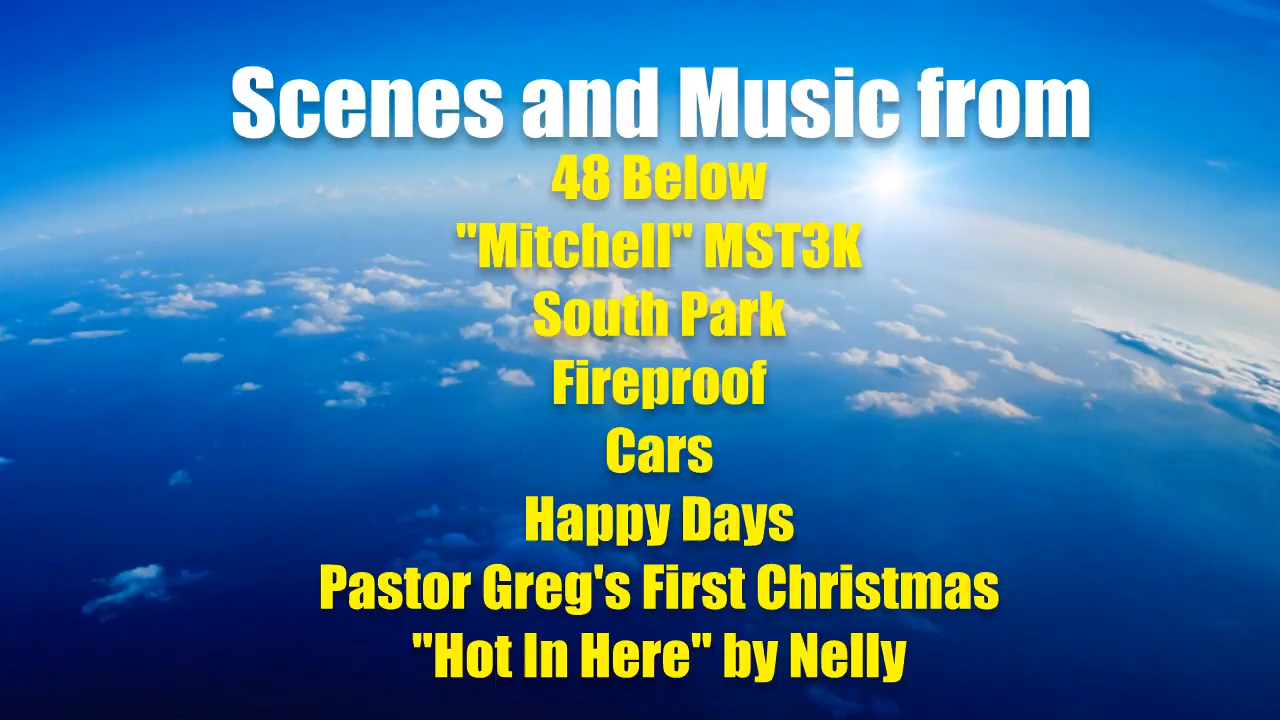 Scenes and Music from
48 Below
"Mitchell" MST3K
South Park
Fireproof
Cars
Happy Days
Pastor Greg's First Christmas
"Hot In Here" by Nelly